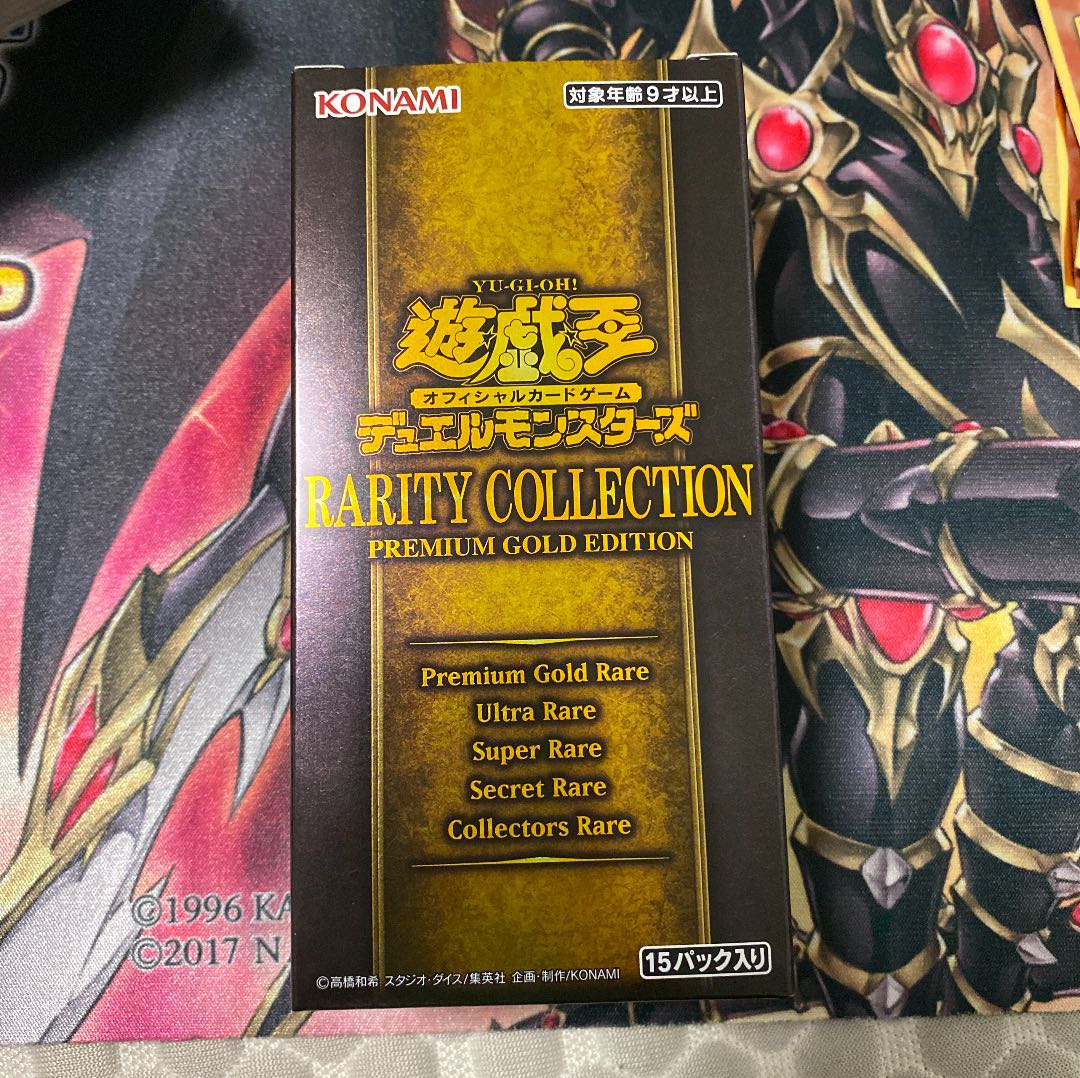 KONAMI
対象年齢9才以上
YU-GI-OH!
遊戯王
オフィシャルカードゲーム
デュエルモンスターズ
RARITY COLLECTION
PREMIUM GOLD EDITION
Premium Gold Rare
Ultra Rare
Super Rare
Secret Rare
Collectors Rare
15パック入り
©高橋和希 スタジオ・ダイス/集英社 企画・制作/KONAMI
©1996 KA
©2017 N